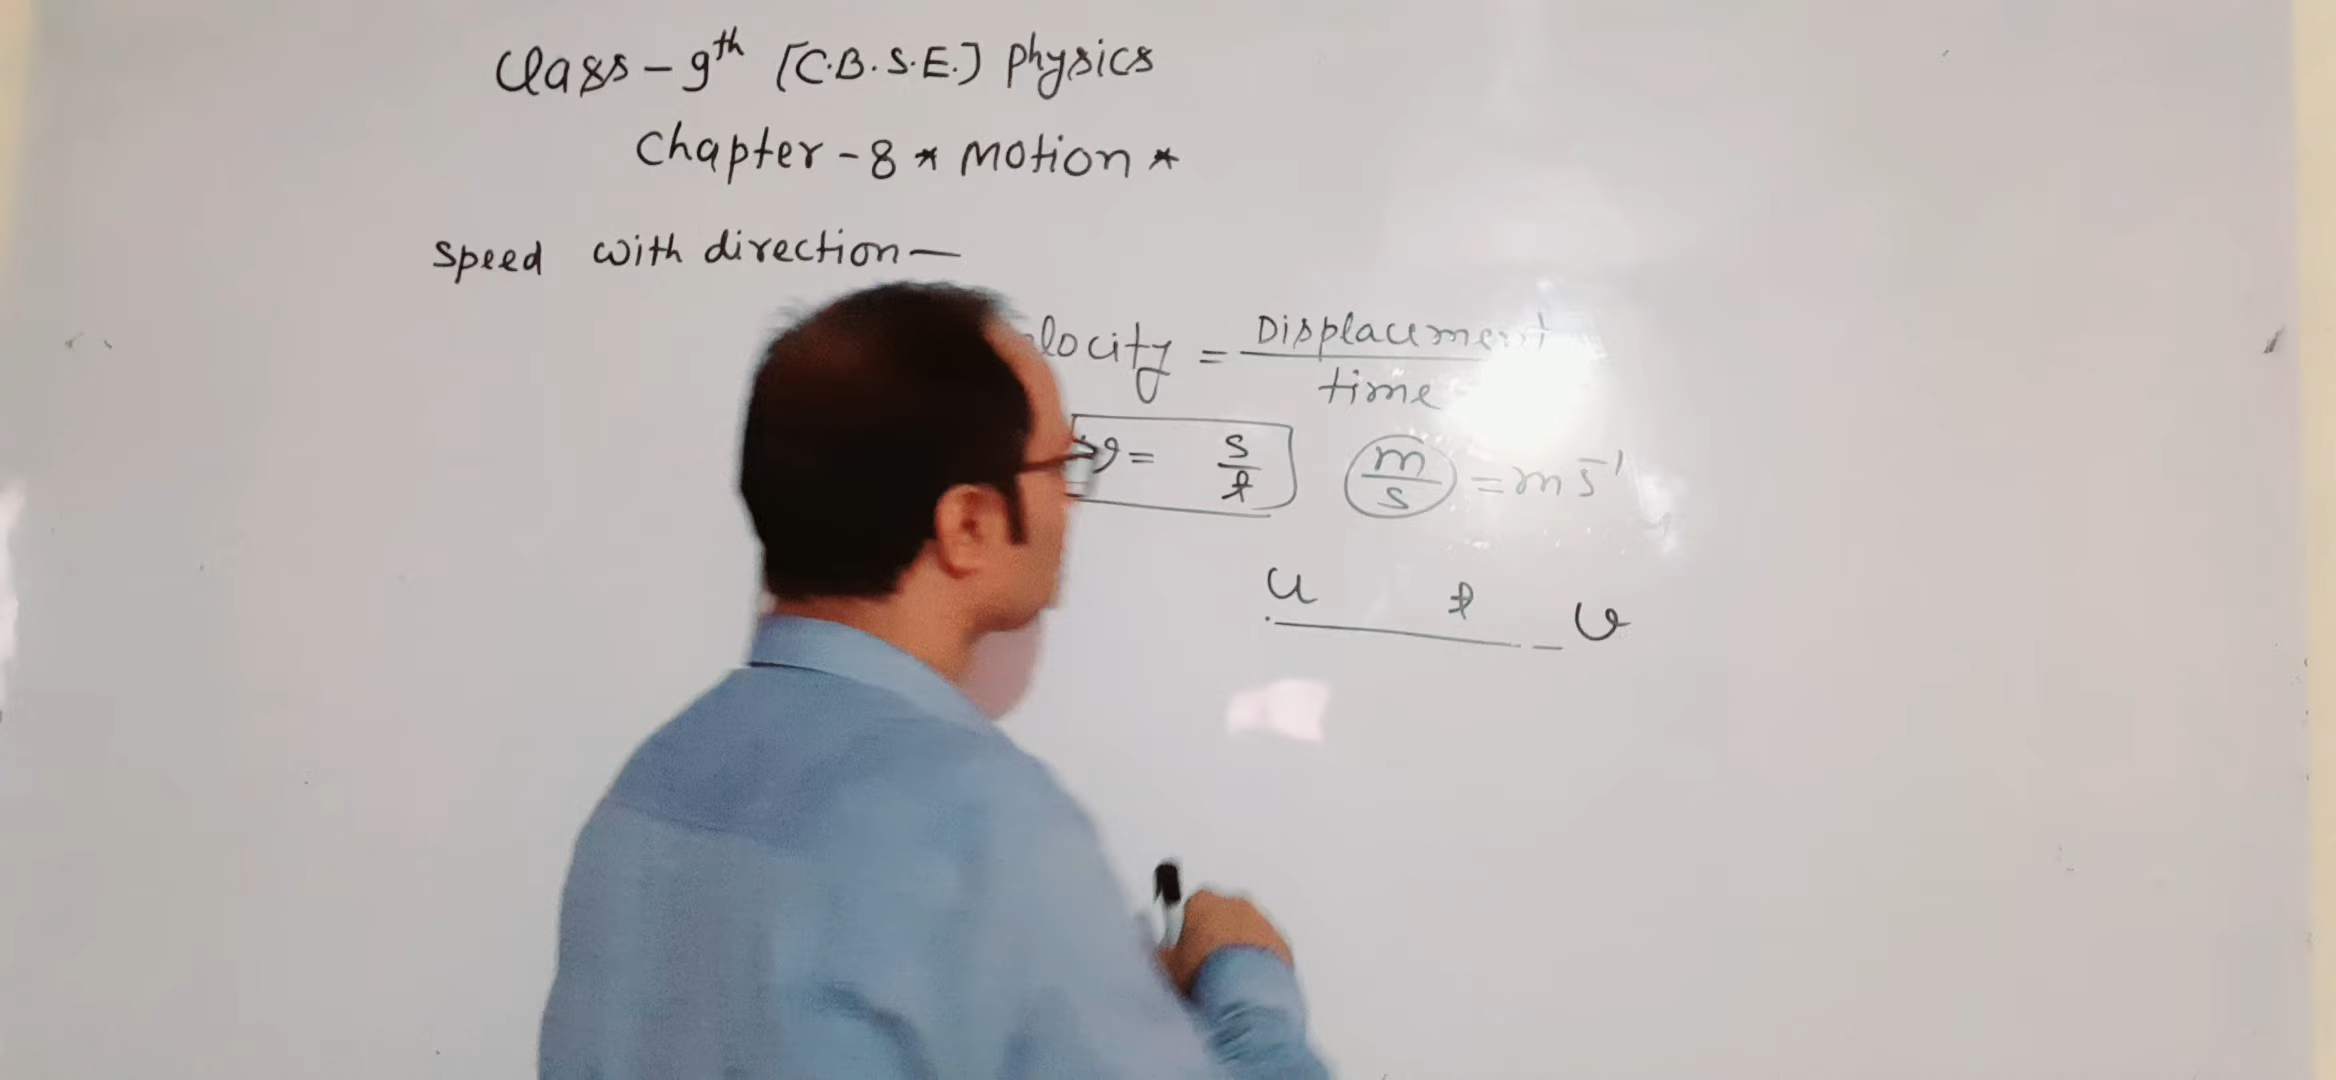 Class - 9th [C.B.S.E.] Physics
Chapter - 8 * Motion *
Speed with direction —
locity = Displacement / time
v = s/t m/s = ms⁻¹
u t v